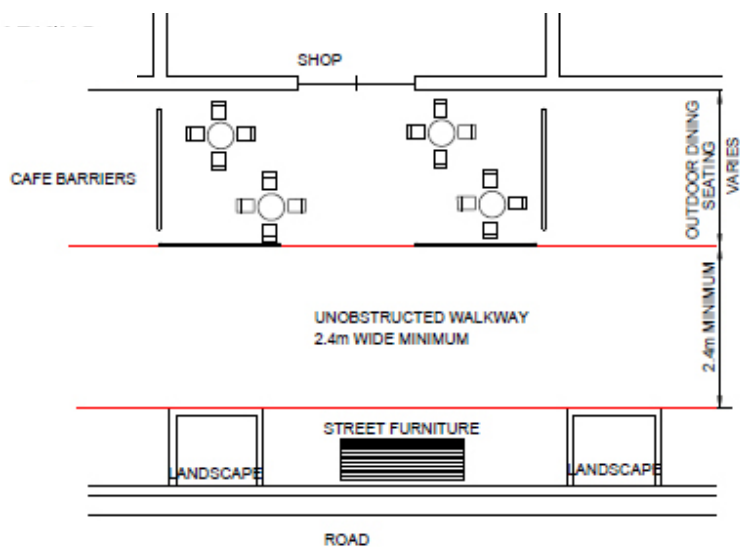 SHOP
CAFE BARRIERS
OUTDOOR DINING
SEATING
VARIES
UNOBSTRUCTED WALKWAY
2.4m WIDE MINIMUM
2.4m MINIMUM
STREET FURNITURE
LANDSCAPE
LANDSCAPE
ROAD